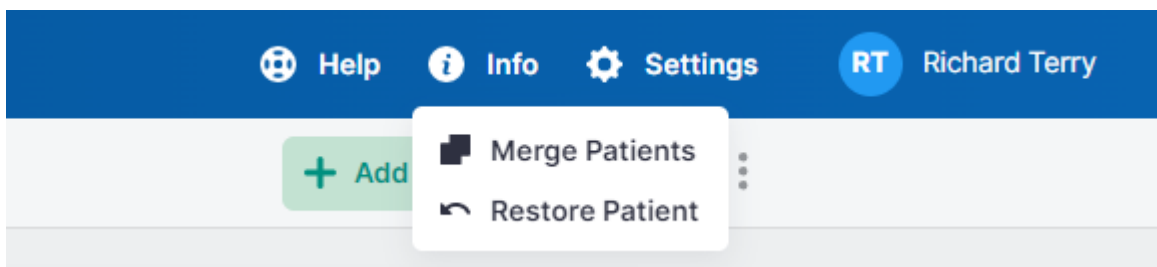 Help Info Settings RT Richard Terry
Add
Merge Patients
Restore Patient